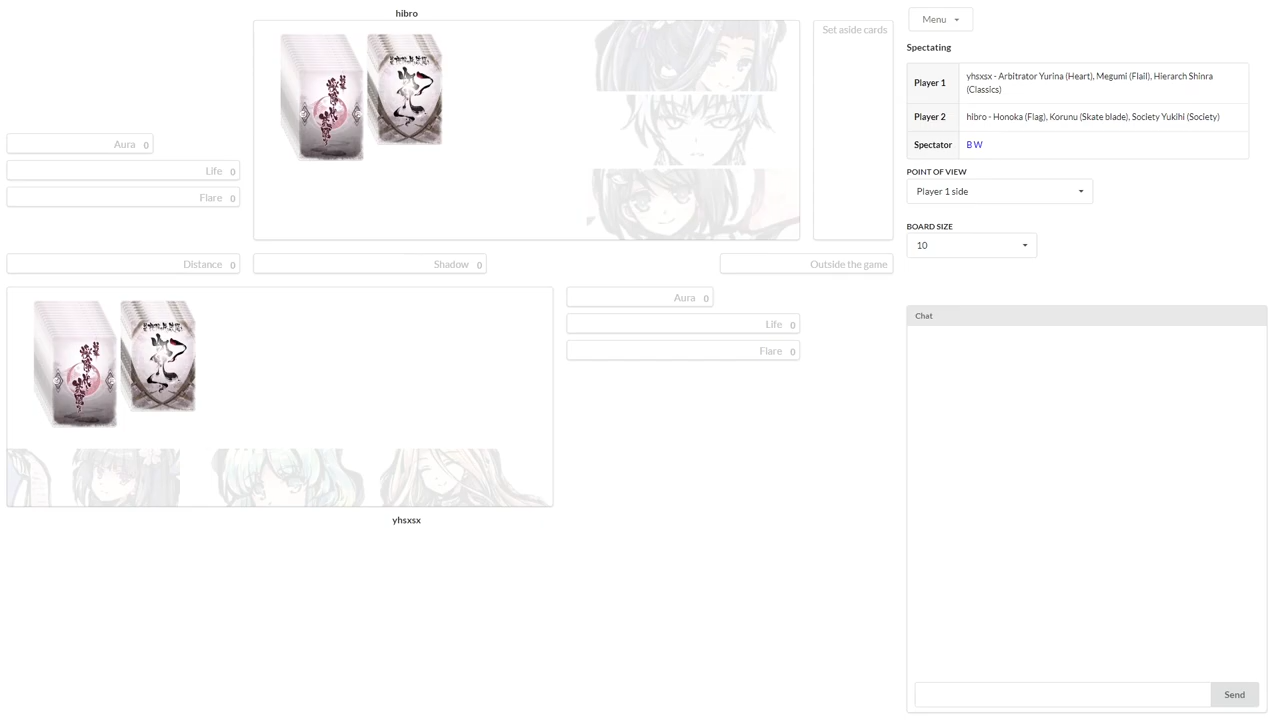 hibro
Set aside cards
Aura 0
Life 0
Flare 0
Distance 0
Shadow 0
Outside the game
Aura 0
Life 0
Flare 0
yhsxsx
Menu
Spectating
Player 1
yhsxsx - Arbitrator Yurina (Heart), Megumi (Flail), Hierarch Shinra
(Classics)
Player 2
hibro - Honoka (Flag), Korunu (Skate blade), Society Yukihi (Society)
Spectator
B W
POINT OF VIEW
Player 1 side
BOARD SIZE
10
Chat
Send